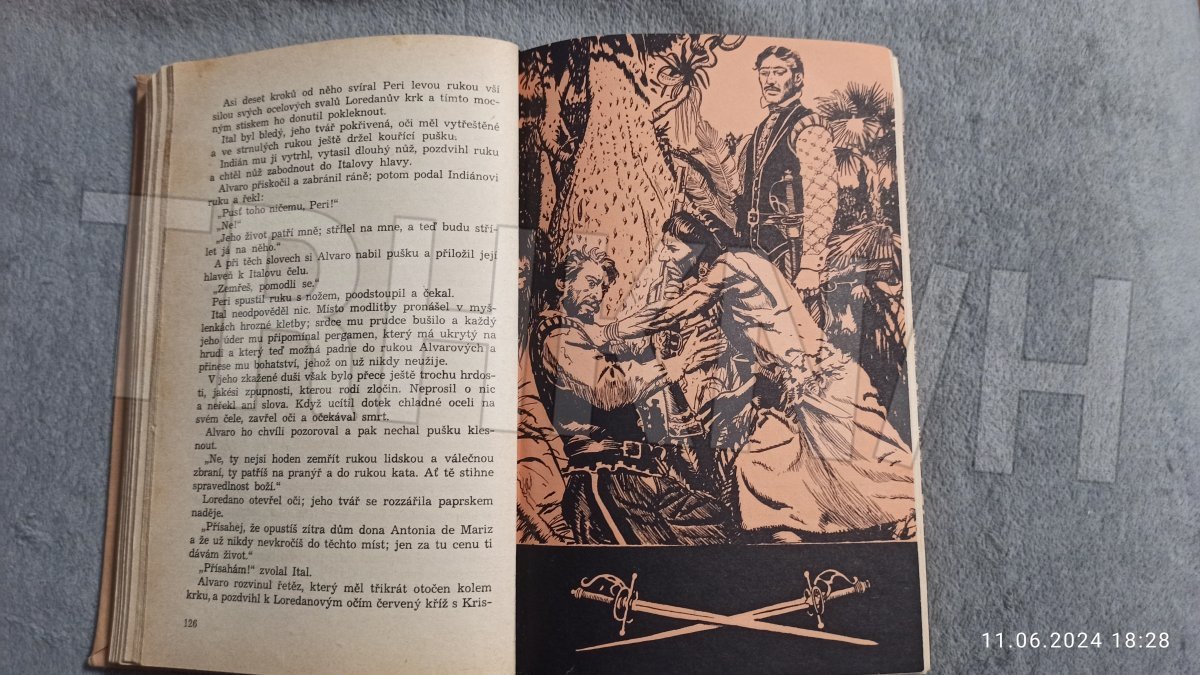 Asi deset kroků od něho svíral Peri levou rukou vší
silou svých ocelových svalů Loredanův krk a tímto moc-
ným stiskem ho donutil pokleknout.
Ital byl bledý, jeho tvář pokřivená, oči měl vytřeštěné
a ve strnulých rukou ještě držel kouřící pušku.
Indián mu ji vytrhl, vytasil dlouhý nůž, pozdvihl ruku
a chtěl nůž zabodnout do Italovy hlavy.
Alvaro přiskočil a zabránil ráně; potom podal Indiánovi
ruku a řekl:
„Pusť toho ničemu, Peri!“
„Ne!“
„Jeho život patří mně; střílel na mne, a teď budu stří-
let já na něho.“
A při těch slovech si Alvaro nabil pušku a přiložil její
hlaveň k Italovu čelu.
„Zemřeš, pomodli se.“
Peri spustil ruku s nožem, poodstoupil a čekal.
Ital neodpověděl nic. Místo modlitby pronášel v myš-
lenkách hrozné kletby; srdce mu prudce bušilo a každý
jeho úder mu připomínal pergamen, který má ukrytý na
hrudi a který teď možná padne do rukou Alvarových a
přinese mu bohatství, jehož on už nikdy neužije.
V jeho zkažené duši však bylo přece ještě trochu hrdos-
ti, jakési zpupnosti, kterou rodí zločin. Neprosil o nic
a neřekl ani slova. Když ucítil dotek chladné oceli na
svém čele, zavřel oči a očekával smrt.
Alvaro ho chvíli pozoroval a pak nechal pušku kles-
nout.
„Ne, ty nejsi hoden zemřít rukou lidskou a válečnou
zbraní, ty patříš na pranýř a do rukou kata. Ať tě stihne
spravedlnost boží.“
Loredano otevřel oči; jeho tvář se rozzářila paprskem
naděje.
„Přísahej, že opustíš zítra dům dona Antonia de Mariz
a že už nikdy nevkročíš do těchto míst; jen za tu cenu ti
dávám život.“
„Přísahám!“ zvolal Ital.
Alvaro rozvinul řetěz, který měl třikrát otočen kolem
krku, a pozdvihl k Loredanovým očím červený kříž s Kris-
126
11.06.2024 18:28